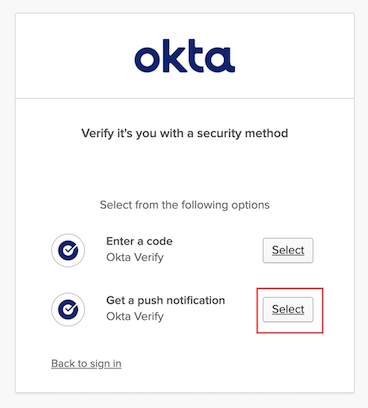 okta
Verify it's you with a security method
Select from the following options
Enter a code
Okta Verify
Select
Get a push notification
Okta Verify
Select
Back to sign in